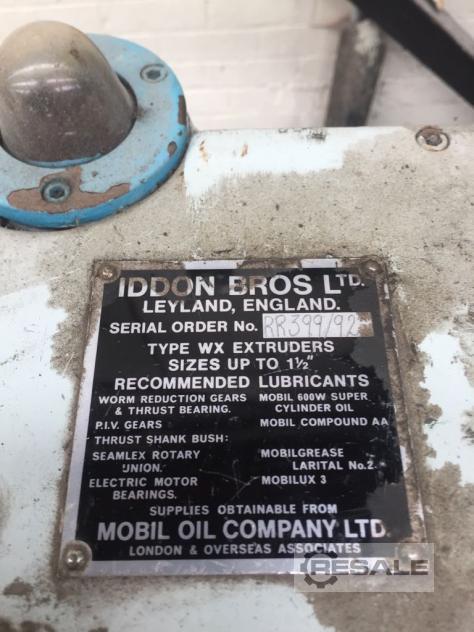 IDDON BROS LTD.
LEYLAND, ENGLAND.
SERIAL ORDER No. RR399/92
TYPE WX EXTRUDERS
SIZES UP TO 1½"
RECOMMENDED LUBRICANTS
WORM REDUCTION GEARS MOBIL 600W SUPER
& THRUST BEARING. CYLINDER OIL
P.I.V. GEARS MOBIL COMPOUND AA
THRUST SHANK BUSH:
SEAMLEX ROTARY MOBILGREASE
UNION. LARITAL No.2
ELECTRIC MOTOR MOBILUX 3
BEARINGS.
SUPPLIES OBTAINABLE FROM
MOBIL OIL COMPANY LTD.
LONDON & OVERSEAS ASSOCIATES
RESALE